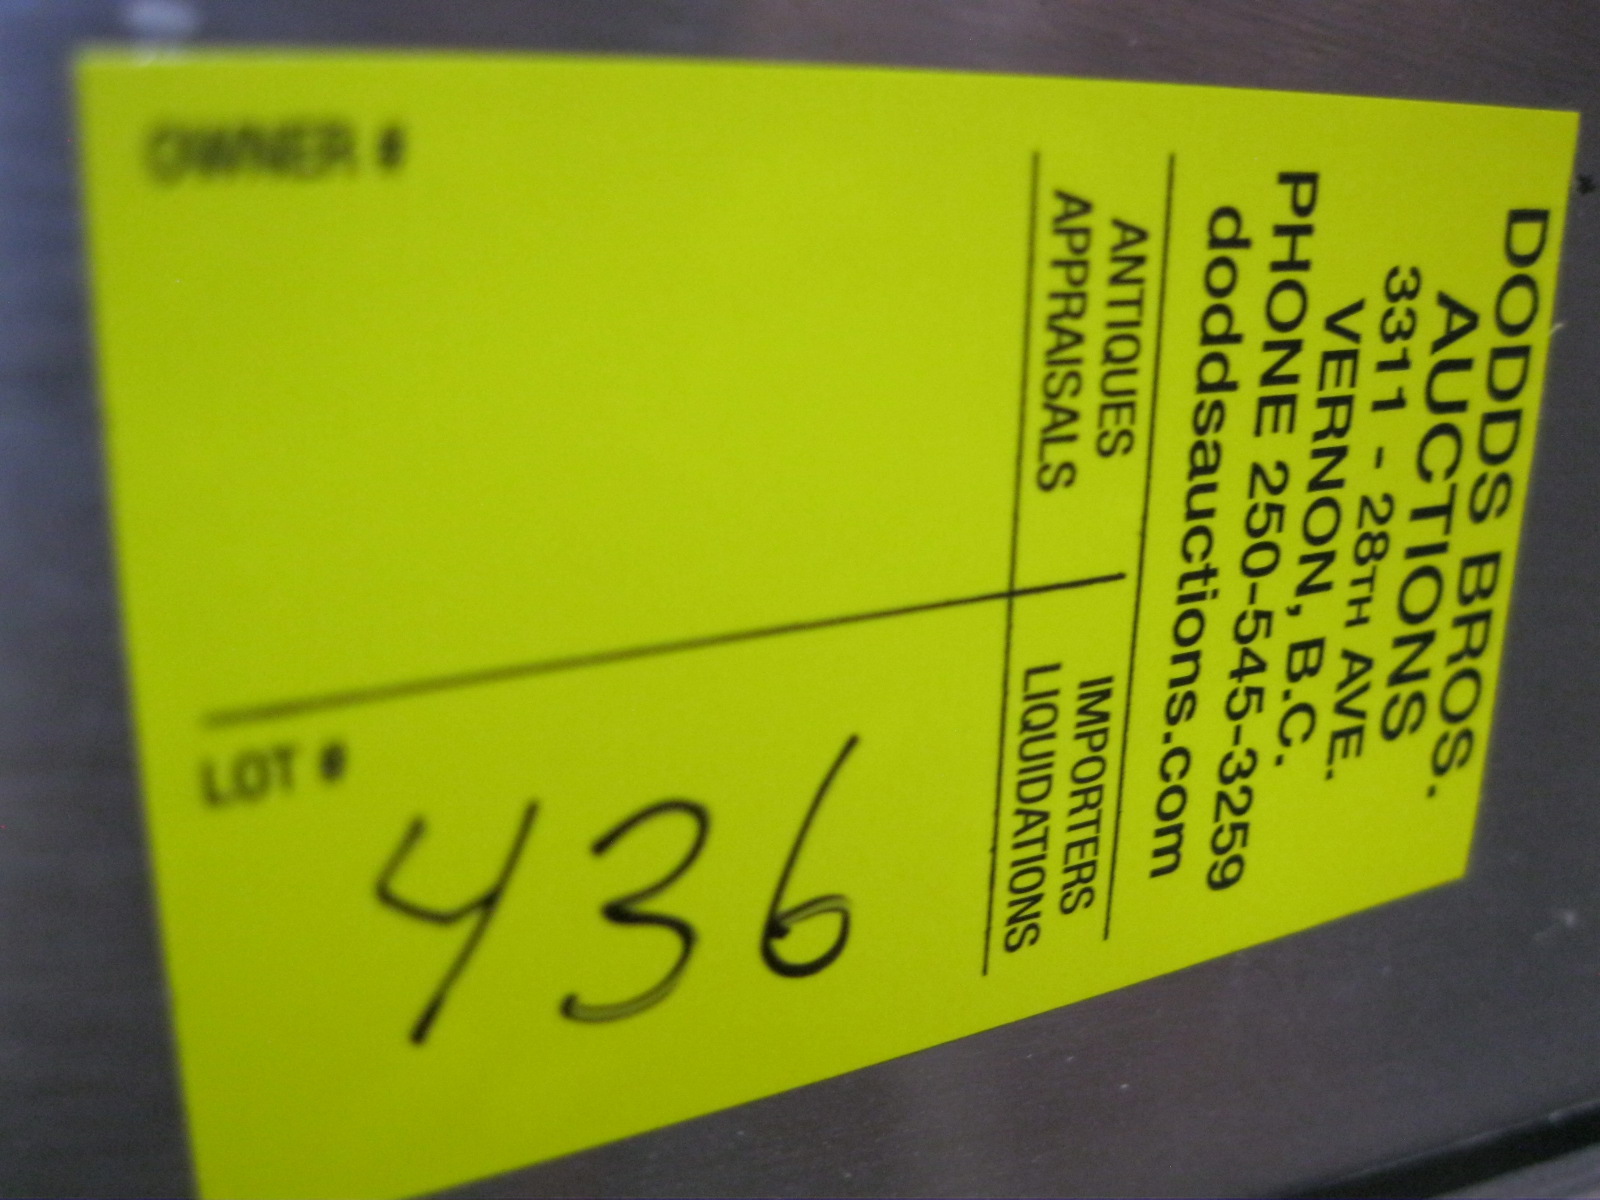 DODDS BROS.
AUCTIONS
3311 - 28TH AVE.
VERNON, B.C.
PHONE 250-545-3259
doddsauctions.com
ANTIQUES
APPRAISALS
IMPORTERS
LIQUIDATIONS
OWNER #
LOT #
436